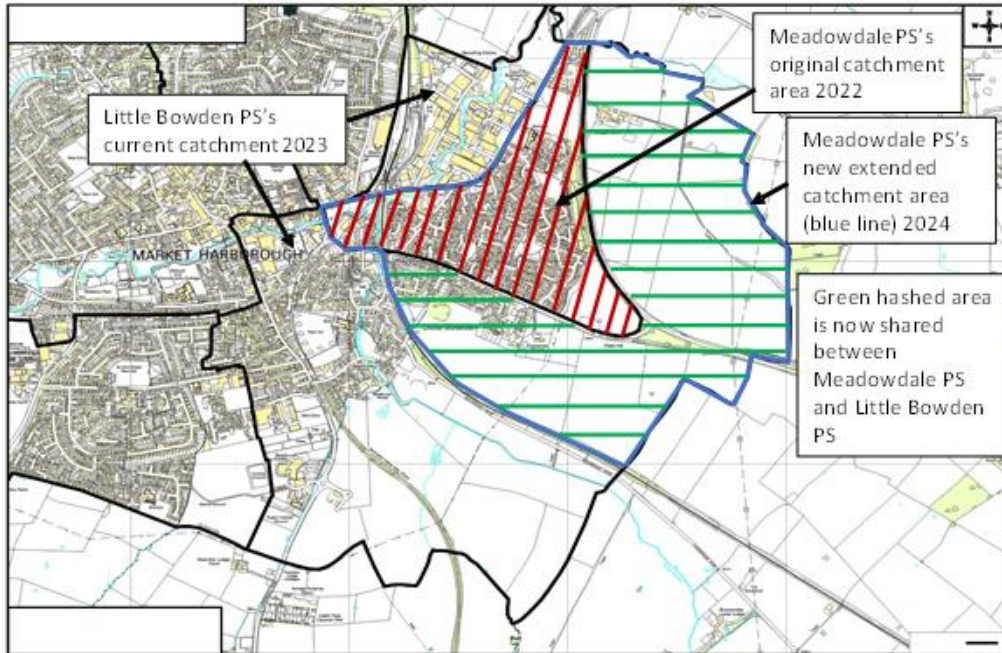 Meadowdale PS's
original catchment
area 2022
Little Bowden PS's
current catchment 2023
Meadowdale PS's
new extended
catchment area
(blue line) 2024
MARKET HARBOROUGH
Green hashed area
is now shared
between
Meadowdale PS
and Little Bowden
PS